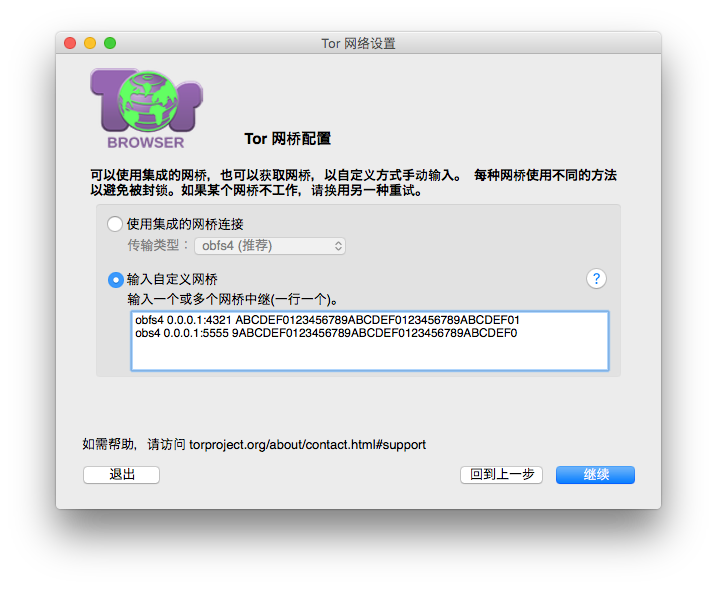 Tor 网络设置
Tor
BROWSER
Tor 网桥配置
可以使用集成的网桥，也可以获取网桥，以自定义方式手动输入。 每种网桥使用不同的方法
以避免被封锁。如果某个网桥不工作，请换用另一种重试。
使用集成的网桥连接
传输类型： obfs4 (推荐)
输入自定义网桥
?
输入一个或多个网桥中继(一行一个)。
obfs4 0.0.0.1:4321 ABCDEF0123456789ABCDEF0123456789ABCDEF01
obs4 0.0.0.1:5555 9ABCDEF0123456789ABCDEF0123456789ABCDEF0
如需帮助，请访问 torproject.org/about/contact.html#support
退出 回到上一步 继续